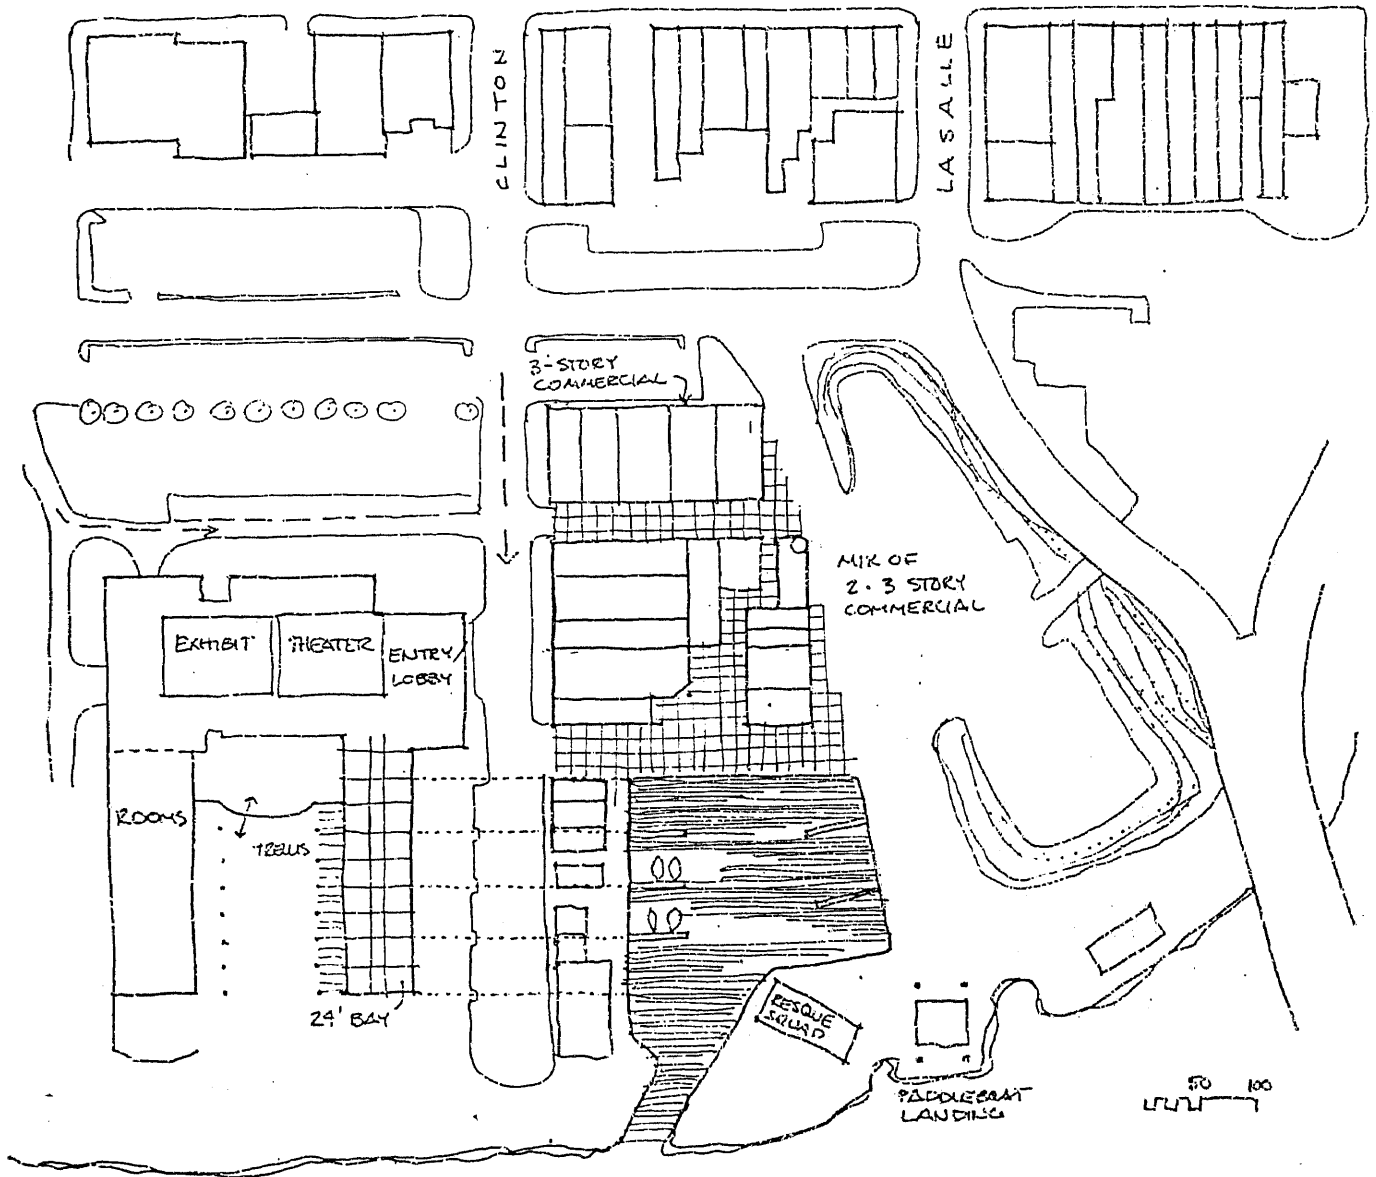 CLINTON
LASALLE
3-STORY
COMMERCIAL
MIX OF
2·3 STORY
COMMERCIAL
EXHIBIT
THEATER
ENTRY/
LOBBY
ROOMS
TRELLIS
24' BAY
RESQUE
SQUAD
PADDLEBOAT
LANDING
50 100